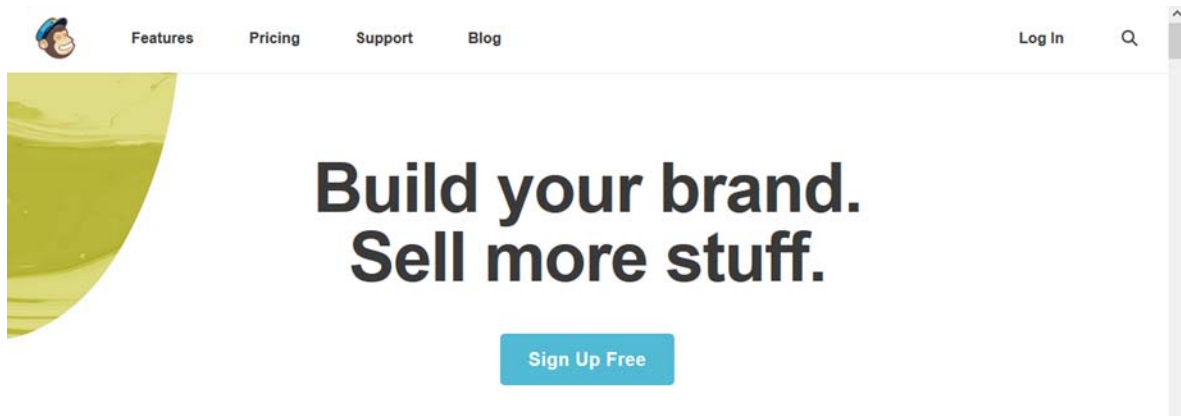 Features Pricing Support Blog Log In
Build your brand.
Sell more stuff.
Sign Up Free